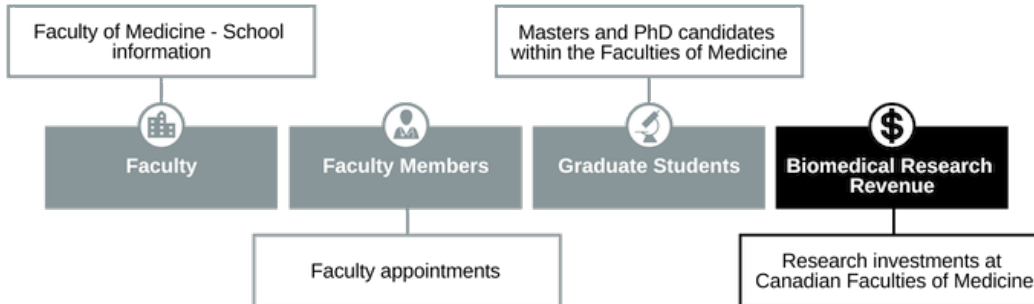 Faculty of Medicine - School
information
Masters and PhD candidates
within the Faculties of Medicine
Faculty
Faculty Members
Graduate Students
$
Biomedical Research
Revenue
Faculty appointments
Research investments at
Canadian Faculties of Medicine